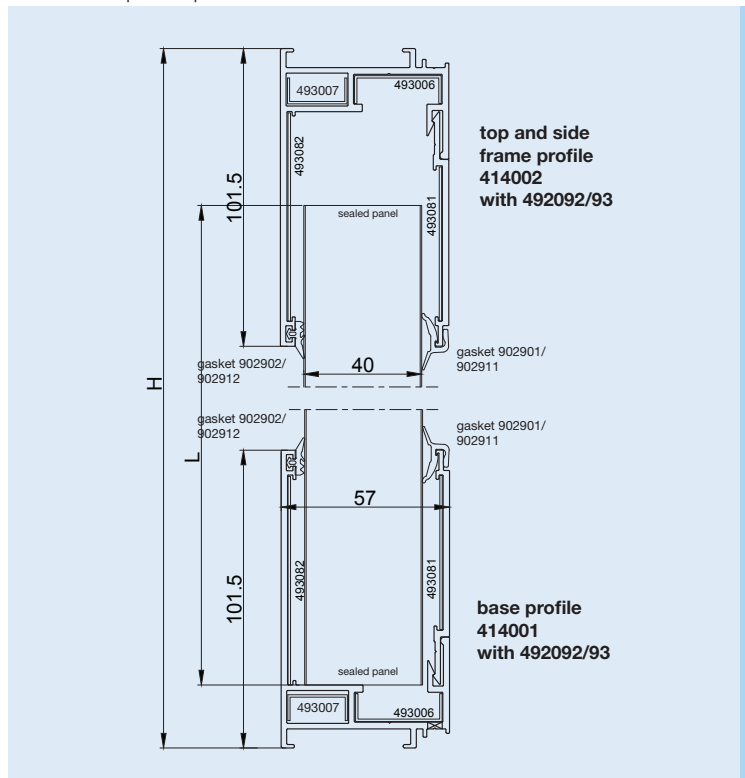 493007
493006
493082
101.5
top and side
frame profile
414002
with 492092/93
sealed panel
493081
gasket 902902/
902912
40
gasket 902901/
902911
H
L
gasket 902902/
902912
gasket 902901/
902911
57
493082
493081
101.5
base profile
414001
with 492092/93
sealed panel
493007
493006